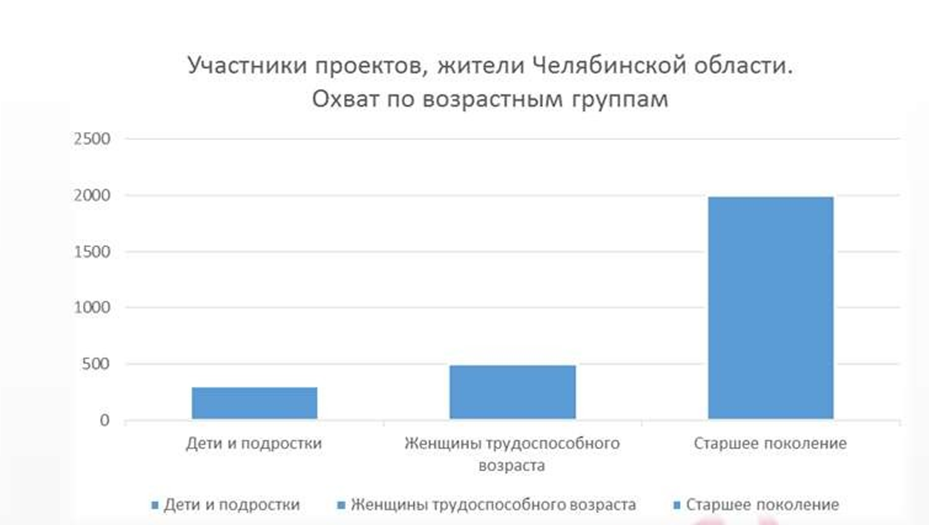 Участники проектов, жители Челябинской области.
Охват по возрастным группам
2500
2000
1500
1000
500
0
Дети и подростки
Женщины трудоспособного
возраста
Старшее поколение
Дети и подростки Женщины трудоспособного возраста Старшее поколение